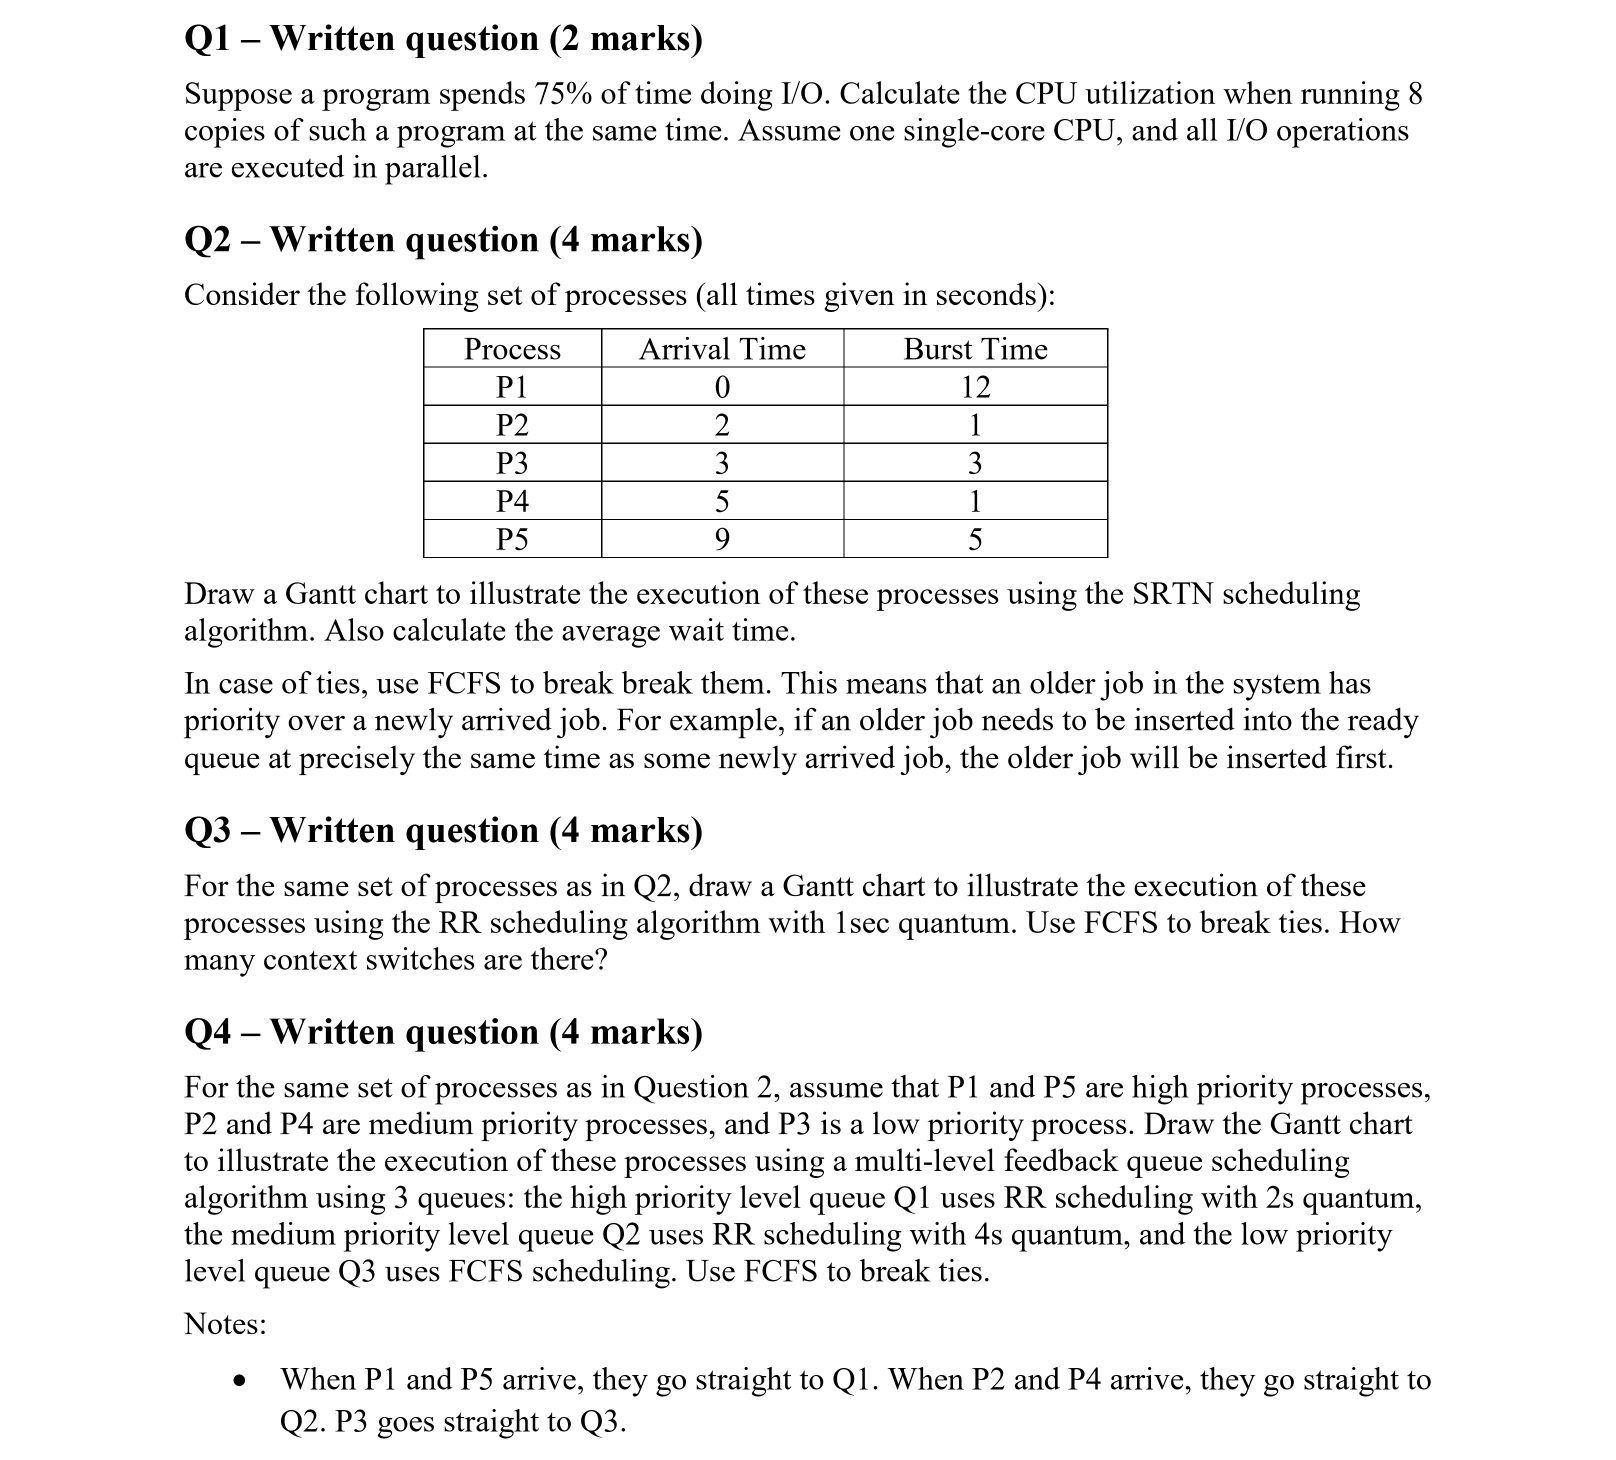 Q1 – Written question (2 marks)
Suppose a program spends 75% of time doing I/O. Calculate the CPU utilization when running 8
copies of such a program at the same time. Assume one single-core CPU, and all I/O operations
are executed in parallel.
Q2 – Written question (4 marks)
Consider the following set of processes (all times given in seconds):
Process Arrival Time Burst Time
P1 0 12
P2 2 1
P3 3 3
P4 5 1
P5 9 5
Draw a Gantt chart to illustrate the execution of these processes using the SRTN scheduling
algorithm. Also calculate the average wait time.
In case of ties, use FCFS to break break them. This means that an older job in the system has
priority over a newly arrived job. For example, if an older job needs to be inserted into the ready
queue at precisely the same time as some newly arrived job, the older job will be inserted first.
Q3 – Written question (4 marks)
For the same set of processes as in Q2, draw a Gantt chart to illustrate the execution of these
processes using the RR scheduling algorithm with 1sec quantum. Use FCFS to break ties. How
many context switches are there?
Q4 – Written question (4 marks)
For the same set of processes as in Question 2, assume that P1 and P5 are high priority processes,
P2 and P4 are medium priority processes, and P3 is a low priority process. Draw the Gantt chart
to illustrate the execution of these processes using a multi-level feedback queue scheduling
algorithm using 3 queues: the high priority level queue Q1 uses RR scheduling with 2s quantum,
the medium priority level queue Q2 uses RR scheduling with 4s quantum, and the low priority
level queue Q3 uses FCFS scheduling. Use FCFS to break ties.
Notes:
• When P1 and P5 arrive, they go straight to Q1. When P2 and P4 arrive, they go straight to
Q2. P3 goes straight to Q3.